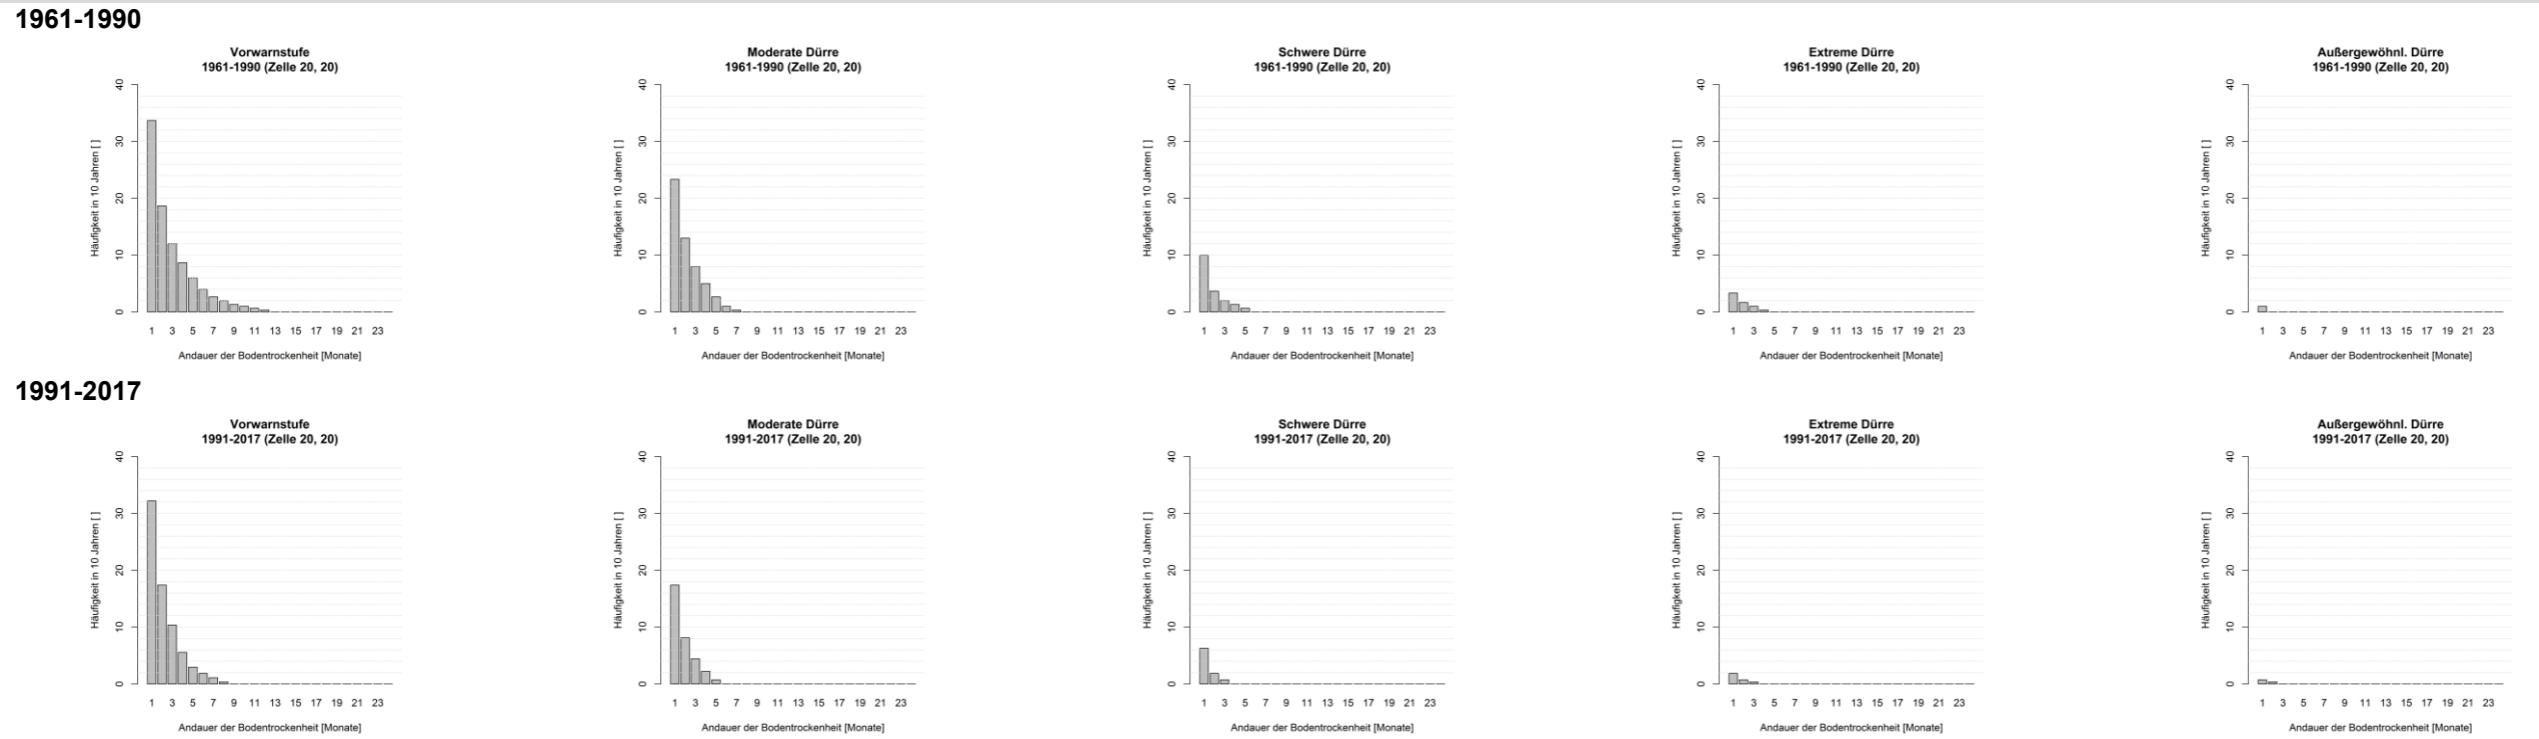 1961-1990
Vorwarnstufe
1961-1990 (Zelle 20, 20)
Häufigkeit in 10 Jahren [ ]
0 10 20 30 40
1 3 5 7 9 11 13 15 17 19 21 23
Andauer der Bodentrockenheit [Monate]
Moderate Dürre
1961-1990 (Zelle 20, 20)
Häufigkeit in 10 Jahren [ ]
0 10 20 30 40
1 3 5 7 9 11 13 15 17 19 21 23
Andauer der Bodentrockenheit [Monate]
Schwere Dürre
1961-1990 (Zelle 20, 20)
Häufigkeit in 10 Jahren [ ]
0 10 20 30 40
1 3 5 7 9 11 13 15 17 19 21 23
Andauer der Bodentrockenheit [Monate]
Extreme Dürre
1961-1990 (Zelle 20, 20)
Häufigkeit in 10 Jahren [ ]
0 10 20 30 40
1 3 5 7 9 11 13 15 17 19 21 23
Andauer der Bodentrockenheit [Monate]
Außergewöhnl. Dürre
1961-1990 (Zelle 20, 20)
Häufigkeit in 10 Jahren [ ]
0 10 20 30 40
1 3 5 7 9 11 13 15 17 19 21 23
Andauer der Bodentrockenheit [Monate]
1991-2017
Vorwarnstufe
1991-2017 (Zelle 20, 20)
Häufigkeit in 10 Jahren [ ]
0 10 20 30 40
1 3 5 7 9 11 13 15 17 19 21 23
Andauer der Bodentrockenheit [Monate]
Moderate Dürre
1991-2017 (Zelle 20, 20)
Häufigkeit in 10 Jahren [ ]
0 10 20 30 40
1 3 5 7 9 11 13 15 17 19 21 23
Andauer der Bodentrockenheit [Monate]
Schwere Dürre
1991-2017 (Zelle 20, 20)
Häufigkeit in 10 Jahren [ ]
0 10 20 30 40
1 3 5 7 9 11 13 15 17 19 21 23
Andauer der Bodentrockenheit [Monate]
Extreme Dürre
1991-2017 (Zelle 20, 20)
Häufigkeit in 10 Jahren [ ]
0 10 20 30 40
1 3 5 7 9 11 13 15 17 19 21 23
Andauer der Bodentrockenheit [Monate]
Außergewöhnl. Dürre
1991-2017 (Zelle 20, 20)
Häufigkeit in 10 Jahren [ ]
0 10 20 30 40
1 3 5 7 9 11 13 15 17 19 21 23
Andauer der Bodentrockenheit [Monate]